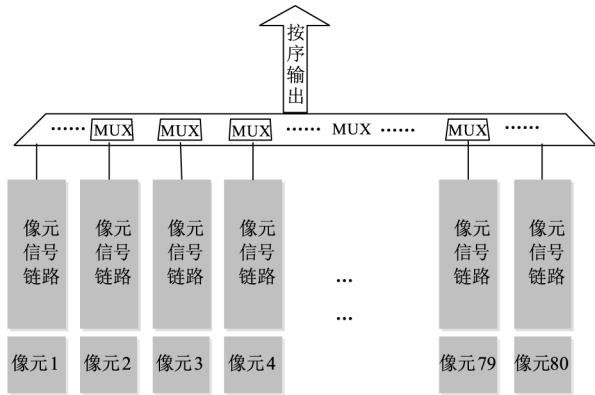 按
序
输
出
······ MUX MUX MUX ······ MUX ······ MUX ······
像元 像元 像元 像元 像元 像元
信号 信号 信号 信号 信号 信号
链路 链路 链路 链路 链路 链路
...
...
像元1 像元2 像元3 像元4 像元79 像元80